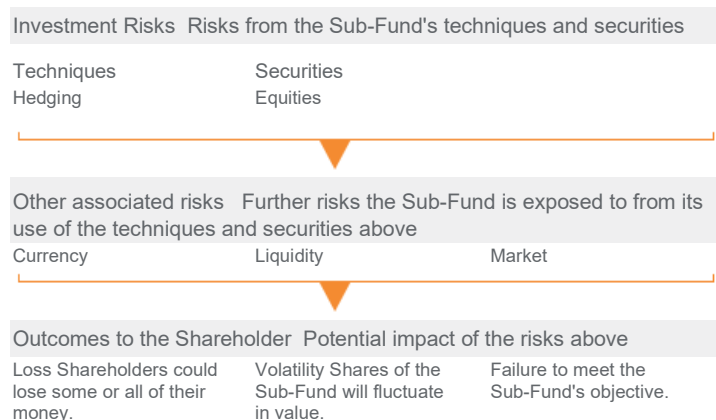 Investment Risks Risks from the Sub-Fund's techniques and securities
Techniques Securities
Hedging Equities
Other associated risks Further risks the Sub-Fund is exposed to from its
use of the techniques and securities above
Currency Liquidity Market
Outcomes to the Shareholder Potential impact of the risks above
Loss Shareholders could
lose some or all of their
money.
Volatility Shares of the
Sub-Fund will fluctuate
in value.
Failure to meet the
Sub-Fund's objective.